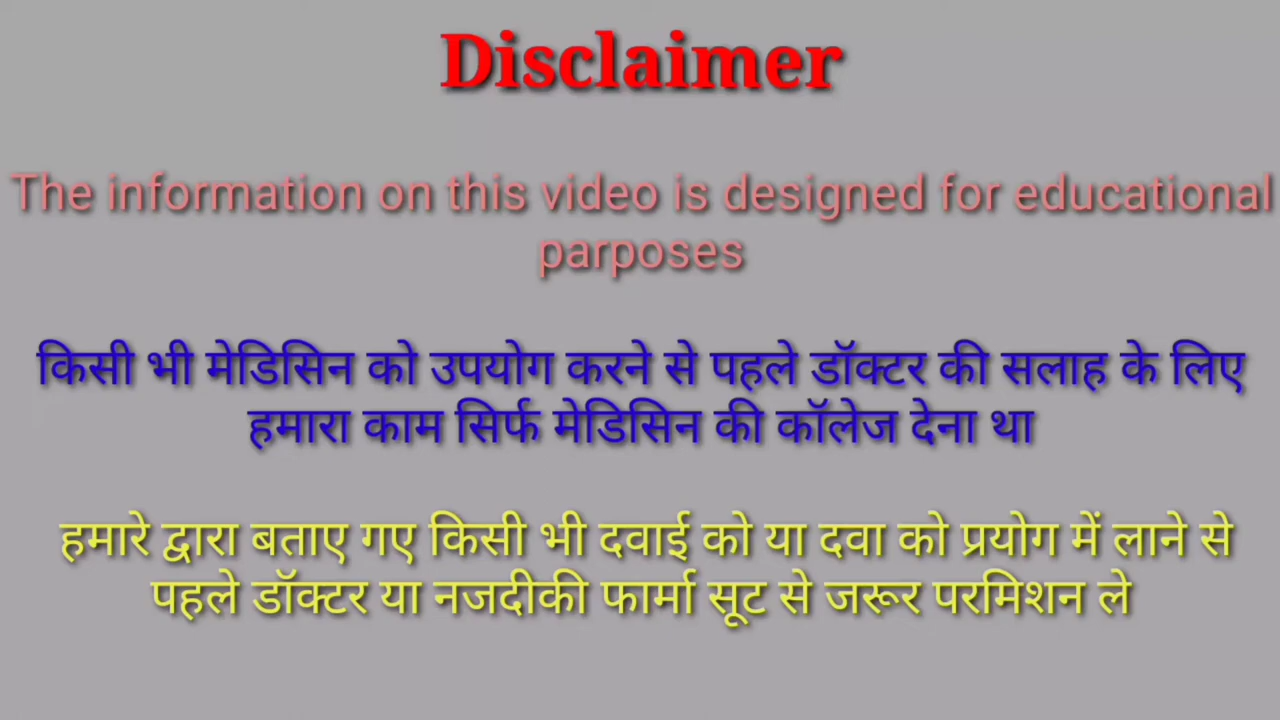 Disclaimer
The information on this video is designed for educational
parposes
किसी भी मेडिसिन को उपयोग करने से पहले डॉक्टर की सलाह के लिए
हमारा काम सिर्फ मेडिसिन की कॉलेज देना था
हमारे द्वारा बताए गए किसी भी दवाई को या दवा को प्रयोग में लाने से
पहले डॉक्टर या नजदीकी फार्मा सूट से जरूर परमिशन ले